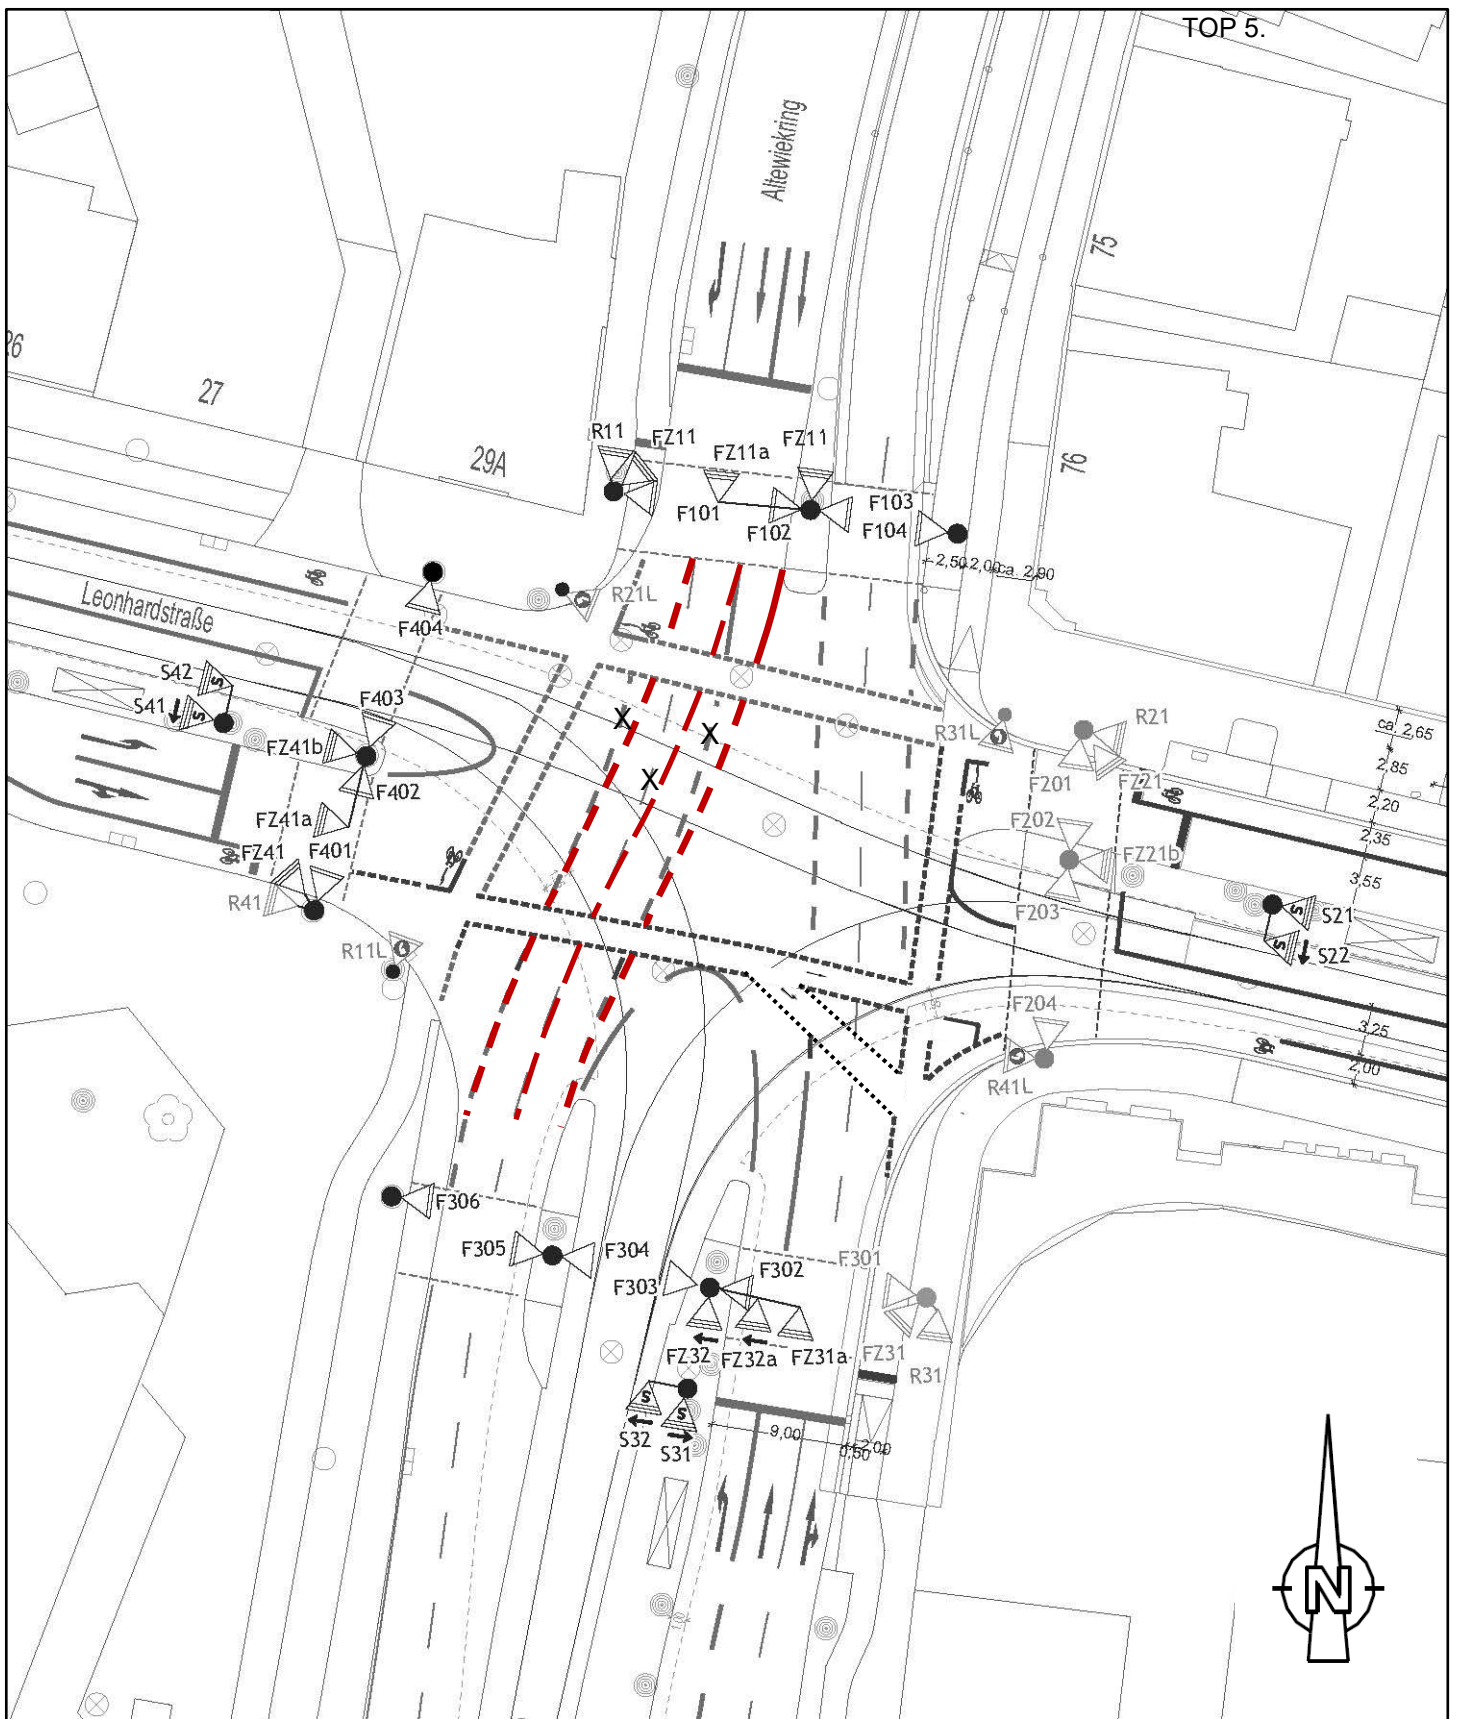 TOP 5.
Altewiekring
75
26
27
29A
76
R11
FZ11
FZ11a
FZ11
F101
F102
F103
F104
2,50
2,00
ca. 2,90
Leonhardstraße
F404
R21L
S42
S41
F403
FZ41b
F402
FZ41a
FZ41
F401
R41
R11L
X
X
X
R31L
R21
F201
FZ21
F202
FZ21b
F203
ca. 2,65
2,85
2,20
2,35
3,55
S21
S22
F204
R41L
3,25
2,00
F306
F305
F304
F303
F302
F301
FZ32
FZ32a
FZ31a
FZ31
R31
S
S
S
S
S
S
S32
S31
9,00
2,00
0,50
N